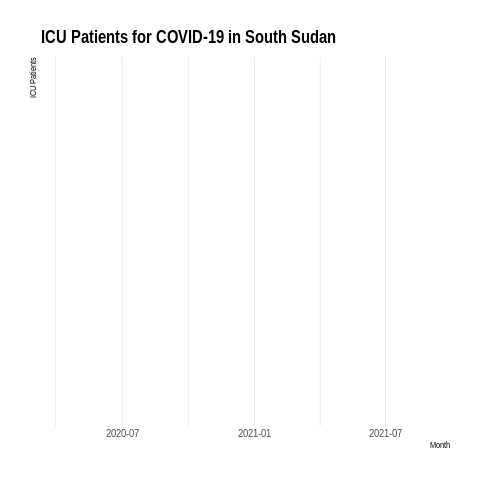 ICU Patients for COVID-19 in South Sudan
ICU Patients
2020-07
2021-01
2021-07
Month